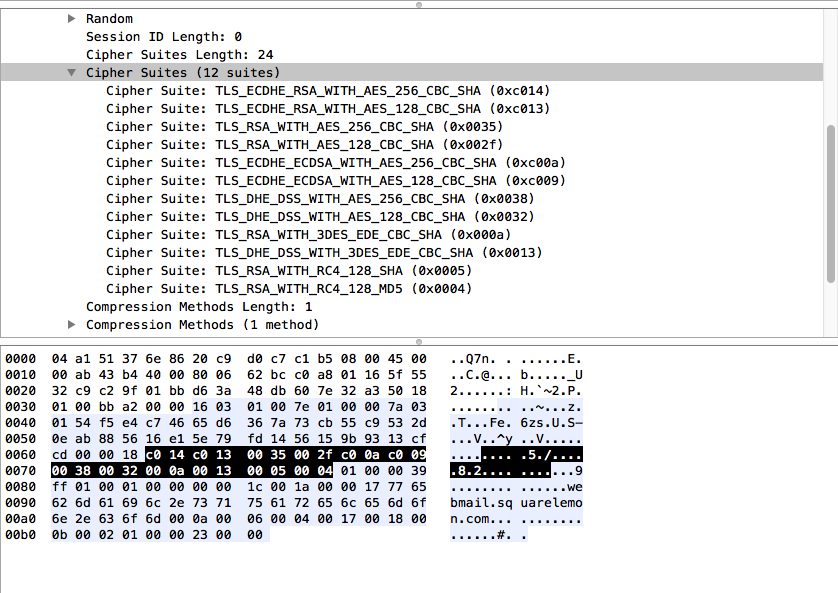 Random
Session ID Length: 0
Cipher Suites Length: 24
Cipher Suites (12 suites)
Cipher Suite: TLS_ECDHE_RSA_WITH_AES_256_CBC_SHA (0xc014)
Cipher Suite: TLS_ECDHE_RSA_WITH_AES_128_CBC_SHA (0xc013)
Cipher Suite: TLS_RSA_WITH_AES_256_CBC_SHA (0x0035)
Cipher Suite: TLS_RSA_WITH_AES_128_CBC_SHA (0x002f)
Cipher Suite: TLS_ECDHE_ECDSA_WITH_AES_256_CBC_SHA (0xc00a)
Cipher Suite: TLS_ECDHE_ECDSA_WITH_AES_128_CBC_SHA (0xc009)
Cipher Suite: TLS_DHE_DSS_WITH_AES_256_CBC_SHA (0x0038)
Cipher Suite: TLS_DHE_DSS_WITH_AES_128_CBC_SHA (0x0032)
Cipher Suite: TLS_RSA_WITH_3DES_EDE_CBC_SHA (0x000a)
Cipher Suite: TLS_DHE_DSS_WITH_3DES_EDE_CBC_SHA (0x0013)
Cipher Suite: TLS_RSA_WITH_RC4_128_SHA (0x0005)
Cipher Suite: TLS_RSA_WITH_RC4_128_MD5 (0x0004)
Compression Methods Length: 1
Compression Methods (1 method)
0000 04 a1 51 37 6e 86 20 c9 d0 c7 c1 b5 08 00 45 00 ..Q7n. . ......E.
0010 00 ab 43 b4 40 00 80 06 62 bc c0 a8 01 16 5f 55 ..C.@... b....._U
0020 32 c9 c2 9f 01 bb d6 3a 48 db 60 7e 32 a3 50 18 2......: H.`~2.P.
0030 01 00 bb a2 00 00 16 03 01 00 7e 01 00 00 7a 03 ........ ..~...z.
0040 01 54 f5 e4 c7 46 65 d6 36 7a 73 cb 55 c9 53 2d .T...Fe. 6zs.U.S-
0050 0e ab 88 56 16 e1 5e 79 fd 14 56 15 9b 93 13 cf ...V..^y ..V.....
0060 cd 00 00 18 c0 14 c0 13 00 35 00 2f c0 0a c0 09 ........ .5./....
0070 00 38 00 32 00 0a 00 13 00 05 00 04 01 00 00 39 .8.2.... .......9
0080 ff 01 00 01 00 00 00 00 1c 00 1a 00 00 17 77 65 ........ ......we
0090 62 6d 61 69 6c 2e 73 71 75 61 72 65 6c 65 6d 6f bmail.sq uarelemo
00a0 6e 2e 63 6f 6d 00 0a 00 06 00 04 00 17 00 18 00 n.com... ........
00b0 0b 00 02 01 00 00 23 00 00 ......#. .